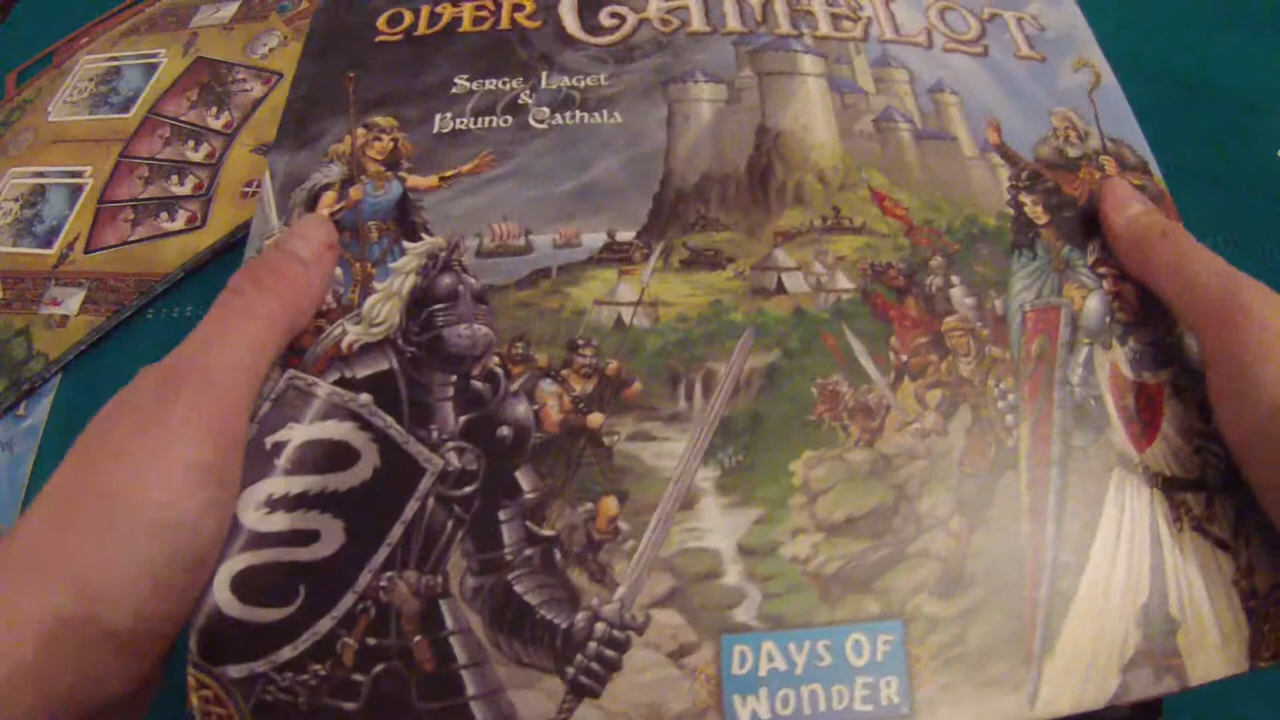 OVER CAMELOT
SERGE LAGET
&
BRUNO CATHALA
DAYS OF
WONDER